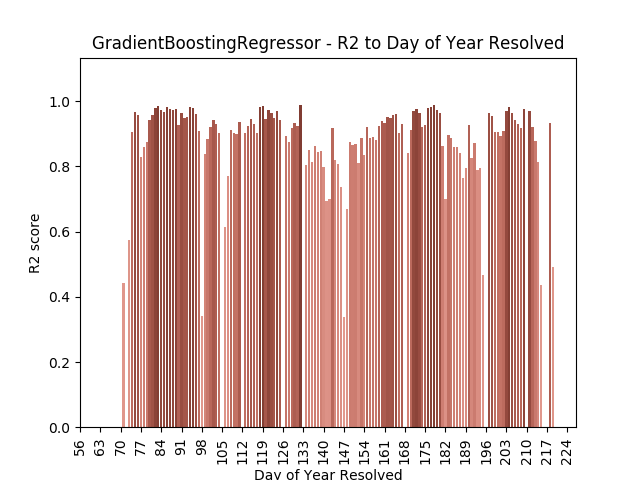 GradientBoostingRegressor - R2 to Day of Year Resolved
1.0
0.8
0.6
0.4
0.2
0.0
R2 score
56 63 70 77 84 91 98 105 112 119 126 133 140 147 154 161 168 175 182 189 196 203 210 217 224
Day of Year Resolved